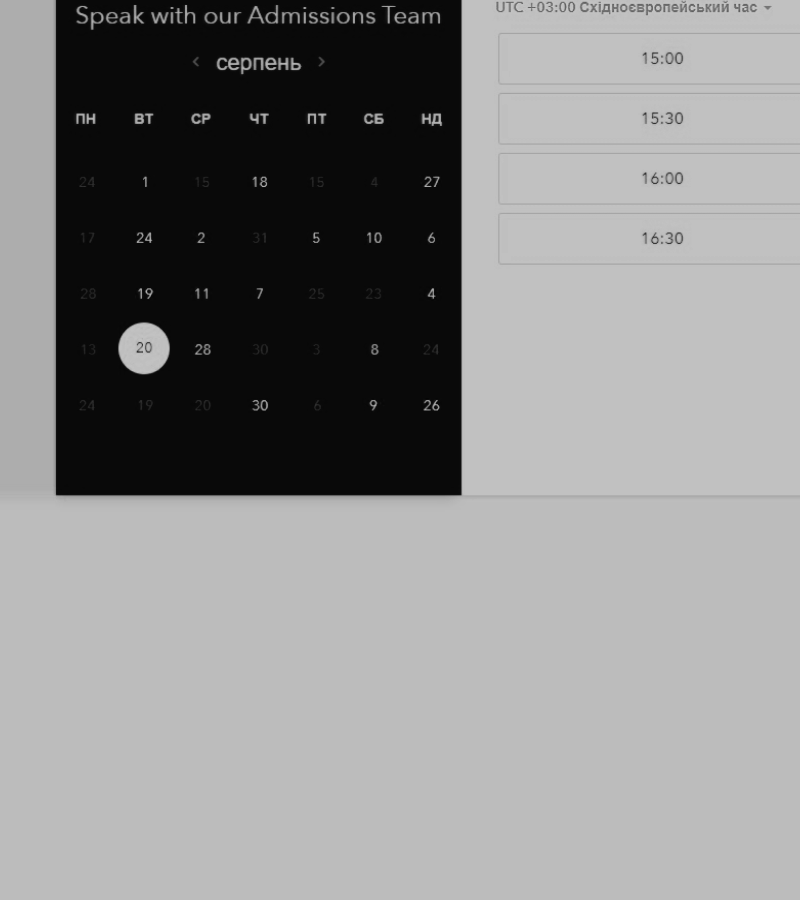 Speak with our Admissions Team
UTC +03:00 Східноєвропейський час
‹ серпень ›
ПН ВТ СР ЧТ ПТ СБ НД
24 1 15 18 15 4 27
17 24 2 31 5 10 6
28 19 11 7 25 23 4
13 20 28 30 3 8 24
24 19 20 30 6 9 26
15:00
15:30
16:00
16:30